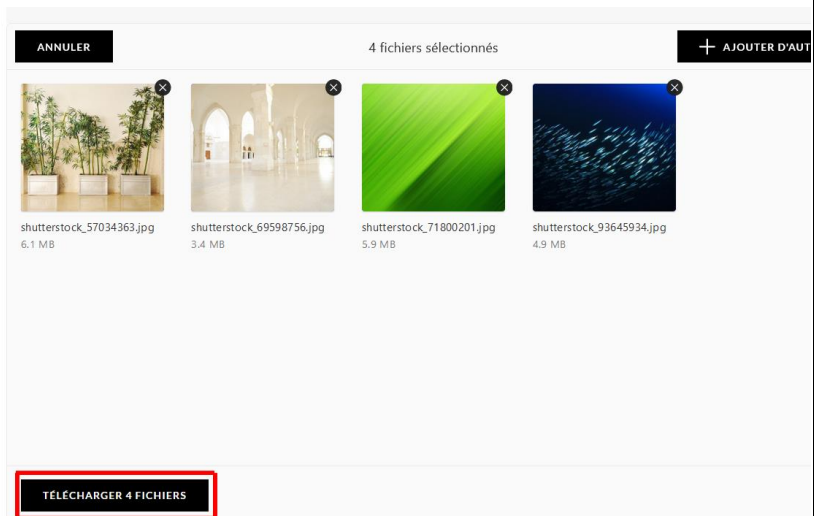 ANNULER
4 fichiers sélectionnés
AJOUTER D'AUT
shutterstock_57034363.jpg
6.1 MB
shutterstock_69598756.jpg
3.4 MB
shutterstock_71800201.jpg
5.9 MB
shutterstock_93645934.jpg
4.9 MB
TÉLÉCHARGER 4 FICHIERS